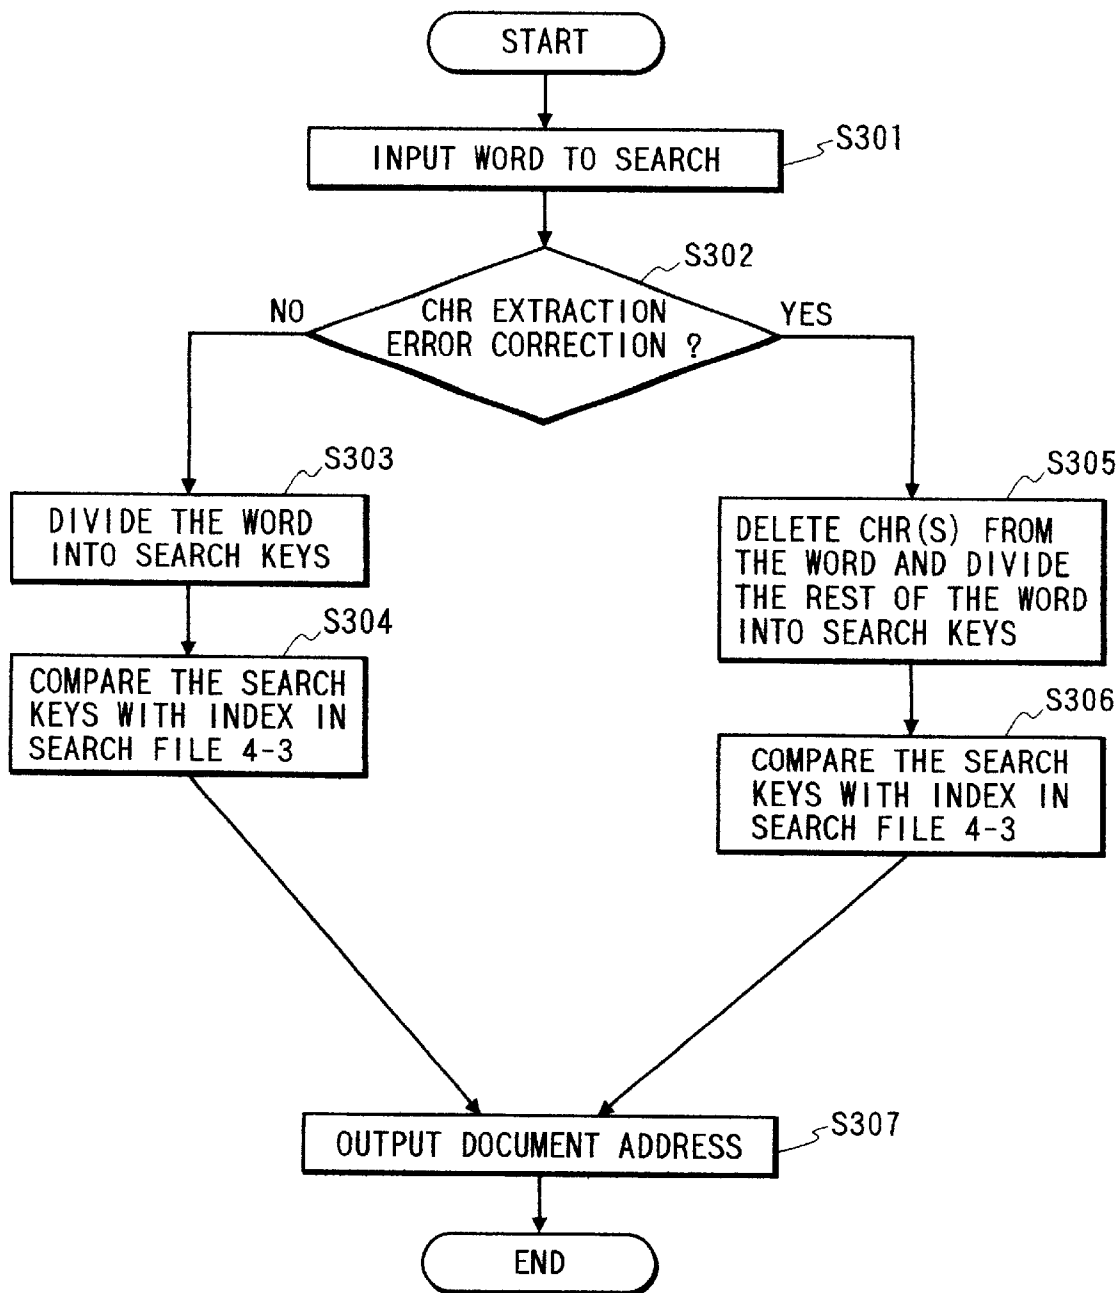 START
INPUT WORD TO SEARCH
S301
S302
CHR EXTRACTION
ERROR CORRECTION ?
NO
YES
S303
DIVIDE THE WORD
INTO SEARCH KEYS
S304
COMPARE THE SEARCH
KEYS WITH INDEX IN
SEARCH FILE 4-3
S305
DELETE CHR(S) FROM
THE WORD AND DIVIDE
THE REST OF THE WORD
INTO SEARCH KEYS
S306
COMPARE THE SEARCH
KEYS WITH INDEX IN
SEARCH FILE 4-3
OUTPUT DOCUMENT ADDRESS
S307
END